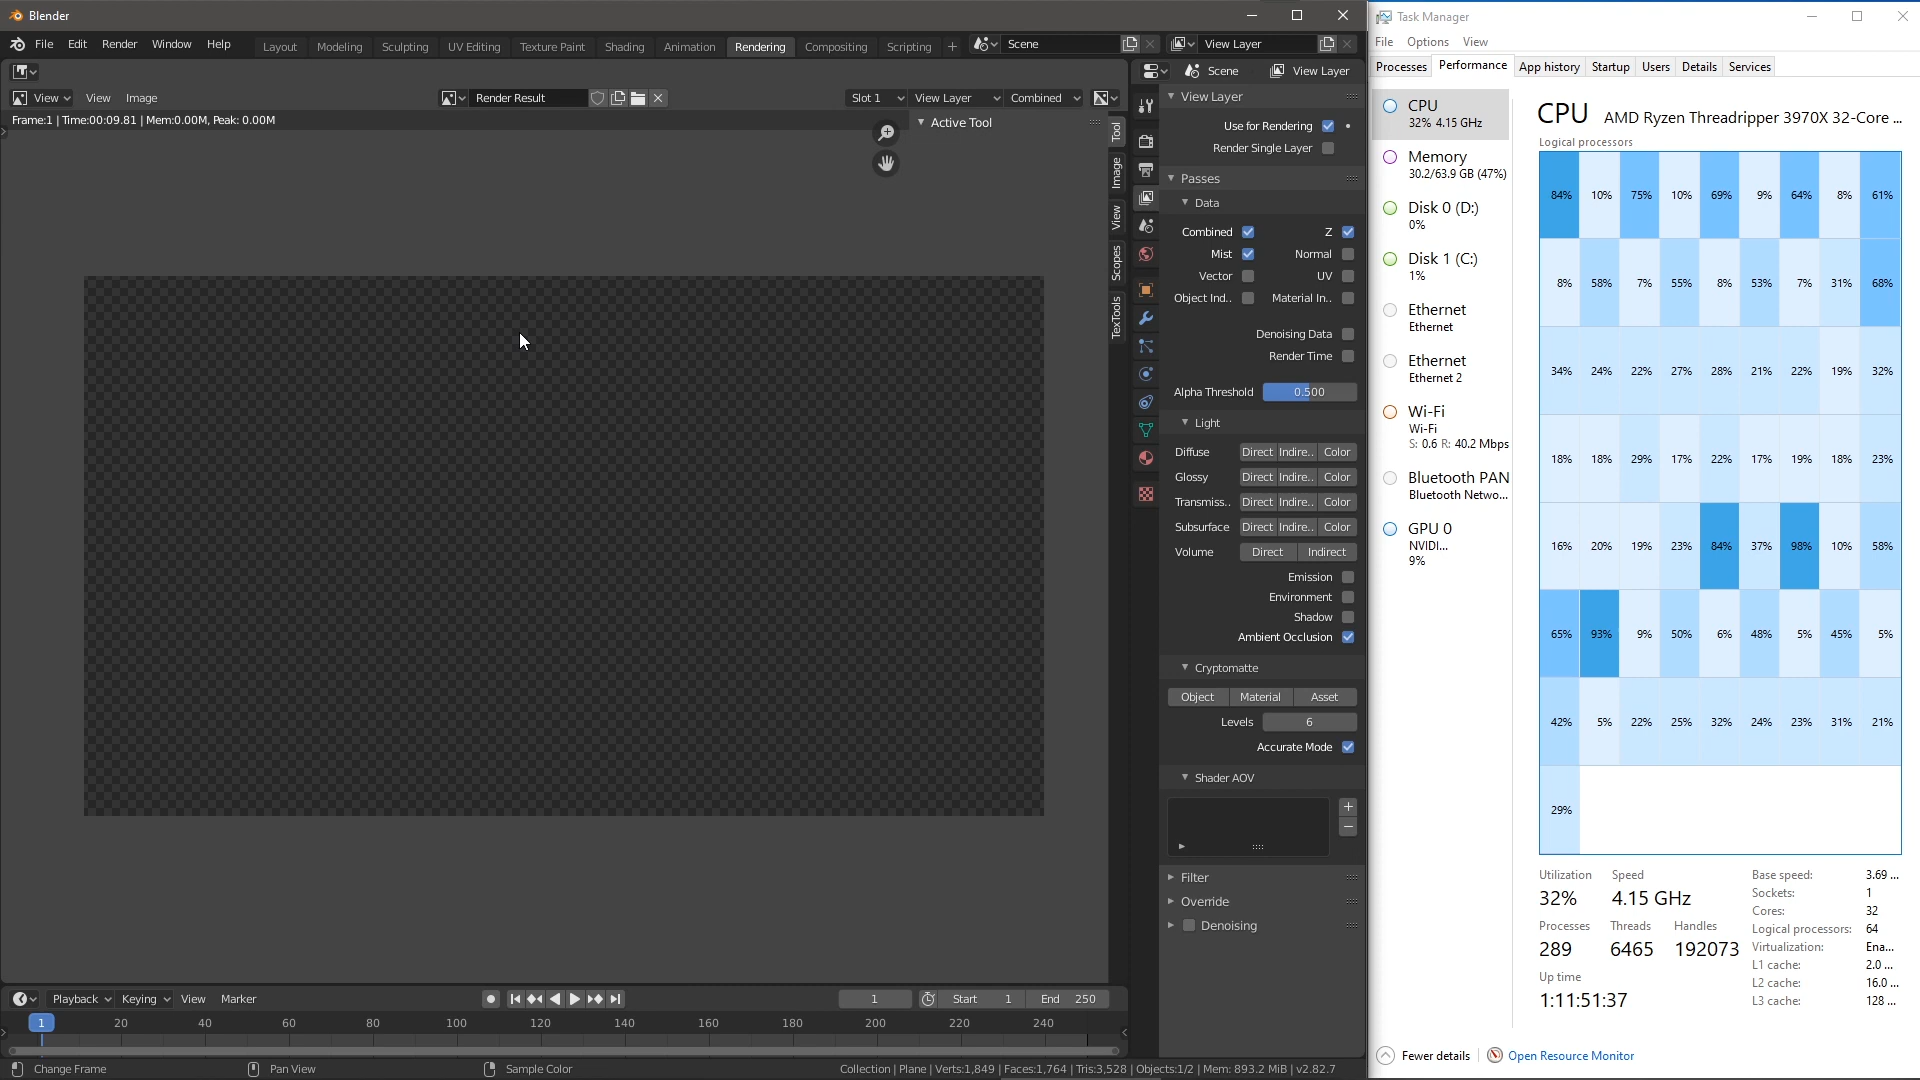 Blender
File Edit Render Window Help Layout Modeling Sculpting UV Editing Texture Paint Shading Animation Rendering Compositing Scripting + Scene View Layer
View View Image Render Result Slot 1 View Layer Combined
Frame:1 | Time:00:09.81 | Mem:0.00M, Peak: 0.00M
Active Tool
Tool
Image
View
Scopes
TexTools
Scene View Layer
View Layer
Use for Rendering
Render Single Layer
Passes
Data
Combined Z
Mist Normal
Vector UV
Object Ind.. Material In..
Denoising Data
Render Time
Alpha Threshold 0.500
Light
Diffuse Direct Indire.. Color
Glossy Direct Indire.. Color
Transmiss.. Direct Indire.. Color
Subsurface Direct Indire.. Color
Volume Direct Indirect
Emission
Environment
Shadow
Ambient Occlusion
Cryptomatte
Object Material Asset
Levels 6
Accurate Mode
Shader AOV
Filter
Override
Denoising
Playback Keying View Marker 1 Start 1 End 250
1 20 40 60 80 100 120 140 160 180 200 220 240
Change Frame Pan View Sample Color Collection | Plane | Verts:1,849 | Faces:1,764 | Tris:3,528 | Objects:1/2 | Mem: 893.2 MiB | v2.82.7
Task Manager
File Options View
Processes Performance App history Startup Users Details Services
CPU
32% 4.15 GHz
Memory
30.2/63.9 GB (47%)
Disk 0 (D:)
0%
Disk 1 (C:)
1%
Ethernet
Ethernet
Ethernet
Ethernet 2
Wi-Fi
Wi-Fi
S: 0.6 R: 40.2 Mbps
Bluetooth PAN
Bluetooth Netwo...
GPU 0
NVIDI...
9%
CPU AMD Ryzen Threadripper 3970X 32-Core ...
Logical processors
84% 10% 75% 10% 69% 9% 64% 8% 61%
8% 58% 7% 55% 8% 53% 7% 31% 68%
34% 24% 22% 27% 28% 21% 22% 19% 32%
18% 18% 29% 17% 22% 17% 19% 18% 23%
16% 20% 19% 23% 84% 37% 98% 10% 58%
65% 93% 9% 50% 6% 48% 5% 45% 5%
42% 5% 22% 25% 32% 24% 23% 31% 21%
29%
Utilization Speed
32% 4.15 GHz
Processes Threads Handles
289 6465 192073
Up time
1:11:51:37
Base speed: 3.69 ...
Sockets: 1
Cores: 32
Logical processors: 64
Virtualization: Ena...
L1 cache: 2.0 ...
L2 cache: 16.0 ...
L3 cache: 128 ...
Fewer details Open Resource Monitor